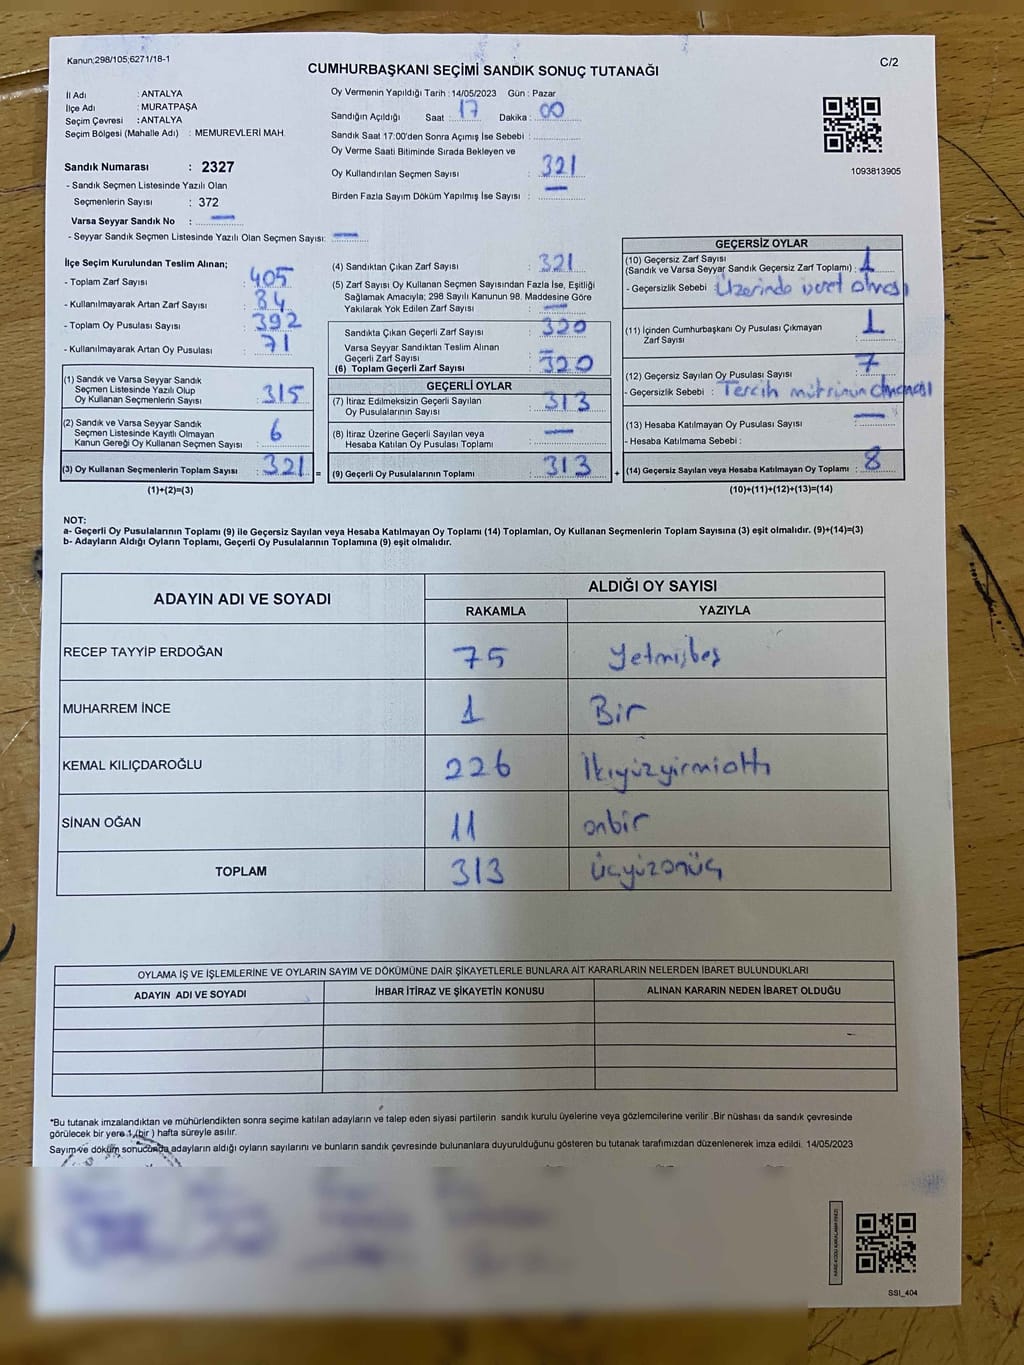 Kanun;298/105;6271/18-1
C/2
CUMHURBAŞKANI SEÇİMİ SANDIK SONUÇ TUTANAĞI
İl Adı : ANTALYA
İlçe Adı : MURATPAŞA
Seçim Çevresi : ANTALYA
Seçim Bölgesi (Mahalle Adı) : MEMUREVLERİ MAH.
Sandık Numarası : 2327
- Sandık Seçmen Listesinde Yazılı Olan
Seçmenlerin Sayısı : 372
Varsa Seyyar Sandık No : —
- Seyyar Sandık Seçmen Listesinde Yazılı Olan Seçmen Sayısı: —
Oy Vermenin Yapıldığı Tarih : 14/05/2023 Gün : Pazar
Sandığın Açıldığı Saat : 17 Dakika : 00
Sandık Saat 17:00'den Sonra Açımış İse Sebebi :
Oy Verme Saati Bitiminde Sırada Bekleyen ve
Oy Kullandırılan Seçmen Sayısı : 321
Birden Fazla Sayım Döküm Yapılmış İse Sayısı : —
1093813905
İlçe Seçim Kurulundan Teslim Alınan;
- Toplam Zarf Sayısı : 405
- Kullanılmayarak Artan Zarf Sayısı : 84
- Toplam Oy Pusulası Sayısı : 392
- Kullanılmayarak Artan Oy Pusulası : 71
(1) Sandık ve Varsa Seyyar Sandık
Seçmen Listesinde Yazılı Olup
Oy Kullanan Seçmenlerin Sayısı : 315
(2) Sandık ve Varsa Seyyar Sandık
Seçmen Listesinde Kayıtlı Olmayan
Kanun Gereği Oy Kullanan Seçmen Sayısı : 6
(3) Oy Kullanan Seçmenlerin Toplam Sayısı : 321 =
(1)+(2)=(3)
(4) Sandıktan Çıkan Zarf Sayısı : 321
(5) Zarf Sayısı Oy Kullanan Seçmen Sayısından Fazla İse, Eşitliği
Sağlamak Amacıyla; 298 Sayılı Kanunun 98. Maddesine Göre
Yakılarak Yok Edilen Zarf Sayısı : —
Sandıkta Çıkan Geçerli Zarf Sayısı : 320
Varsa Seyyar Sandıktan Teslim Alınan
Geçerli Zarf Sayısı : —
(6) Toplam Geçerli Zarf Sayısı : 320
GEÇERLİ OYLAR
(7) İtiraz Edilmeksizin Geçerli Sayılan
Oy Pusulalarının Sayısı : 313
(8) İtiraz Üzerine Geçerli Sayılan veya
Hesaba Katılan Oy Pusulası Toplamı : —
(9) Geçerli Oy Pusulalarının Toplamı : 313 +
GEÇERSİZ OYLAR
(10) Geçersiz Zarf Sayısı
(Sandık ve Varsa Seyyar Sandık Geçersiz Zarf Toplamı) : 1
- Geçersizlik Sebebi : Üzerinde işaret olması
(11) İçinden Cumhurbaşkanı Oy Pusulası Çıkmayan
Zarf Sayısı : 1
(12) Geçersiz Sayılan Oy Pusulası Sayısı : 7
- Geçersizlik Sebebi : Tercih mührünün olmaması
(13) Hesaba Katılmayan Oy Pusulası Sayısı : —
- Hesaba Katılmama Sebebi :
(14) Geçersiz Sayılan veya Hesaba Katılmayan Oy Toplamı : 8
(10)+(11)+(12)+(13)=(14)
NOT:
a- Geçerli Oy Pusulalarının Toplamı (9) ile Geçersiz Sayılan veya Hesaba Katılmayan Oy Toplamı (14) Toplamları, Oy Kullanan Seçmenlerin Toplam Sayısına (3) eşit olmalıdır. (9)+(14)=(3)
b- Adayların Aldığı Oyların Toplamı, Geçerli Oy Pusulalarının Toplamına (9) eşit olmalıdır.
ADAYIN ADI VE SOYADI ALDIĞI OY SAYISI
RAKAMLA YAZIYLA
RECEP TAYYİP ERDOĞAN 75 Yetmişbeş
MUHARREM İNCE 1 Bir
KEMAL KILIÇDAROĞLU 226 İkiyüzyirmialtı
SİNAN OĞAN 11 onbir
TOPLAM 313 üçyüzonüç
OYLAMA İŞ VE İŞLEMLERİNE VE OYLARIN SAYIM VE DÖKÜMÜNE DAİR ŞİKAYETLERLE BUNLARA AİT KARARLARIN NELERDEN İBARET BULUNDUKLARI
ADAYIN ADI VE SOYADI İHBAR İTİRAZ VE ŞİKAYETİN KONUSU ALINAN KARARIN NEDEN İBARET OLDUĞU
*Bu tutanak imzalandıktan ve mühürlendikten sonra seçime katılan adayların ve talep eden siyasi partilerin sandık kurulu üyelerine veya gözlemcilerine verilir .Bir nüshası da sandık çevresinde
görülecek bir yere 1 (bir ) hafta süreyle asılır.
Sayım ve döküm sonucunda adayların aldığı oyların sayılarını ve bunların sandık çevresinde bulunanlara duyurulduğunu gösteren bu tutanak tarafımızdan düzenlenerek imza edildi. 14/05/2023
SSI_404